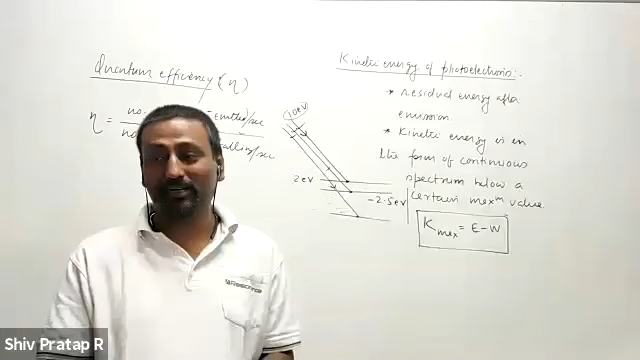 Quantum efficiency (η)
η = no. emitted/sec
no falling/sec
Kinetic energy of photoelectrons:-
* Residual energy after
emission
* Kinetic energy is in
the form of continuous
spectrum below a
certain maxm value.
Kmax = E-W
10eV
2eV
-2.5eV
Resonance
Shiv Pratap R